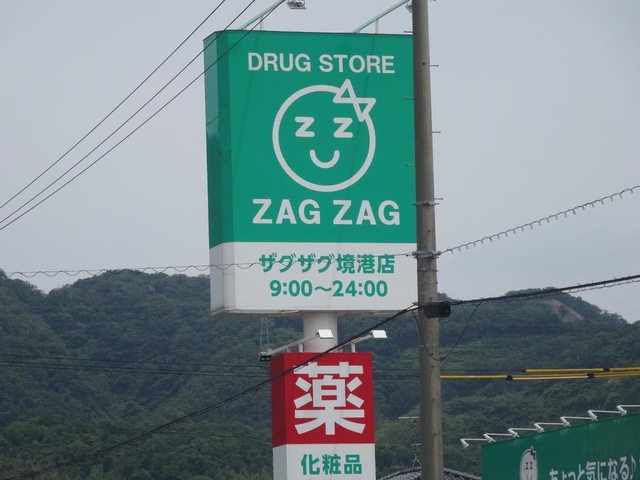 DRUG STORE
z z
ZAG ZAG
ザグザグ境港店
9:00～24:00
薬
化粧品
zz
ちょっと気になる♪